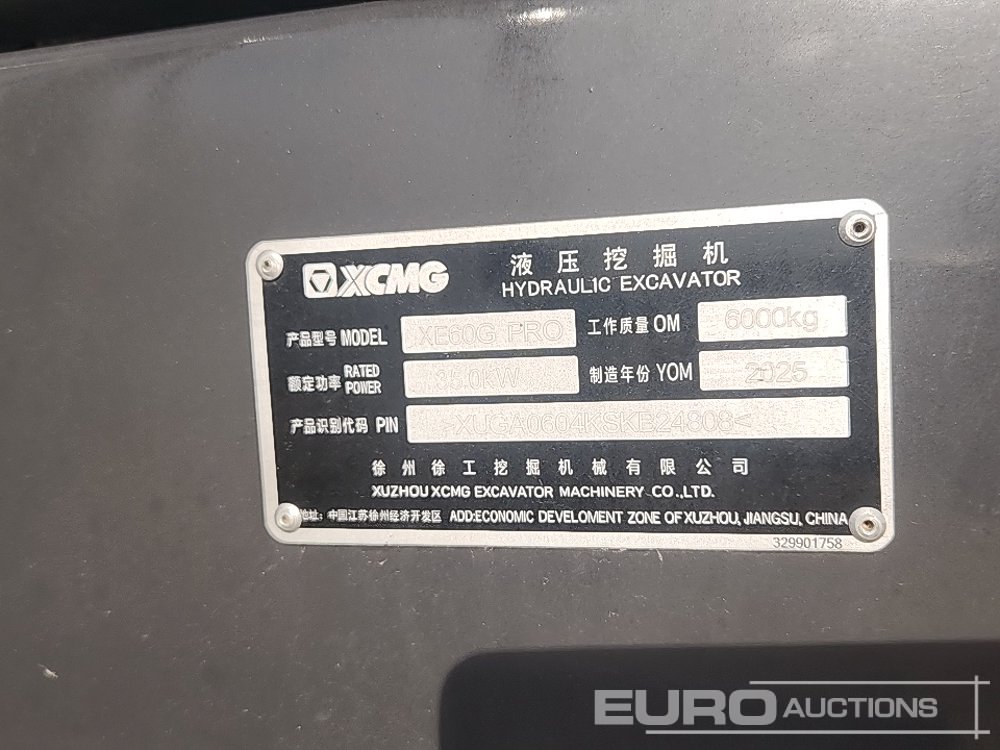 XCMG
液压挖掘机
HYDRAULIC EXCAVATOR
产品型号 MODEL XE60G PRO 工作质量 OM 6000kg
额定功率 RATED POWER 35.0kW 制造年份 YOM 2025
产品识别代码 PIN >XUGA0604KSKB24808<
徐州徐工挖掘机械有限公司
XUZHOU XCMG EXCAVATOR MACHINERY CO.,LTD.
地址: 中国江苏徐州经济开发区 ADD:ECONOMIC DEVELOMENT ZONE OF XUZHOU, JIANGSU, CHINA
329901758
EURO AUCTIONS